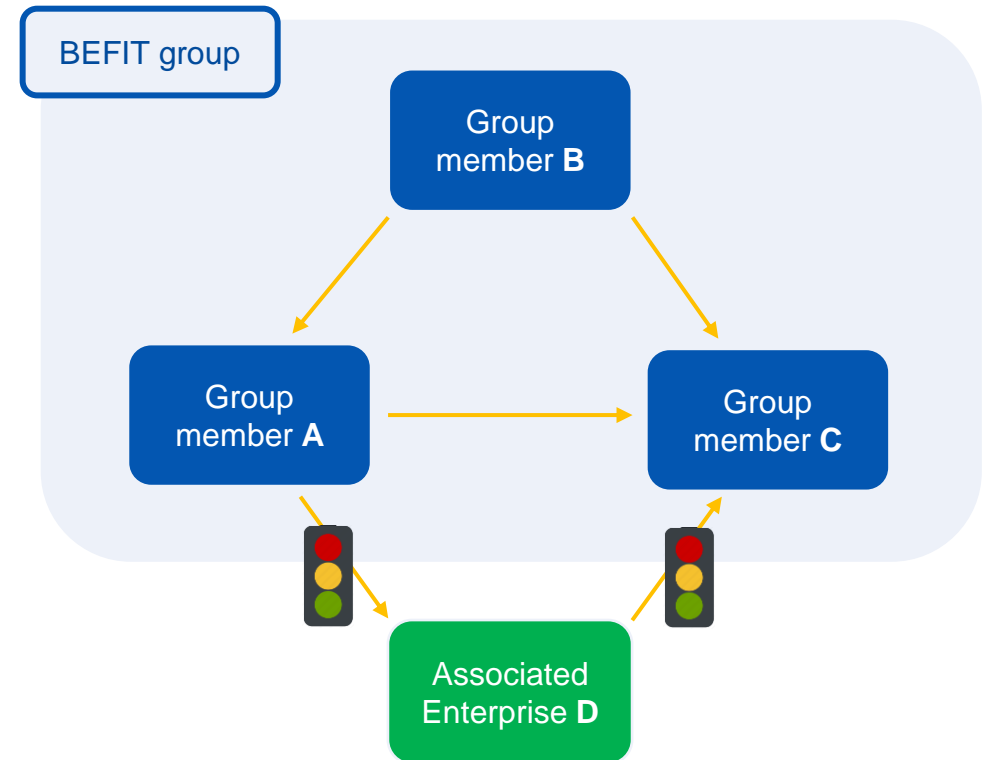 BEFIT group
Group
member B
Group
member A
Group
member C
Associated
Enterprise D